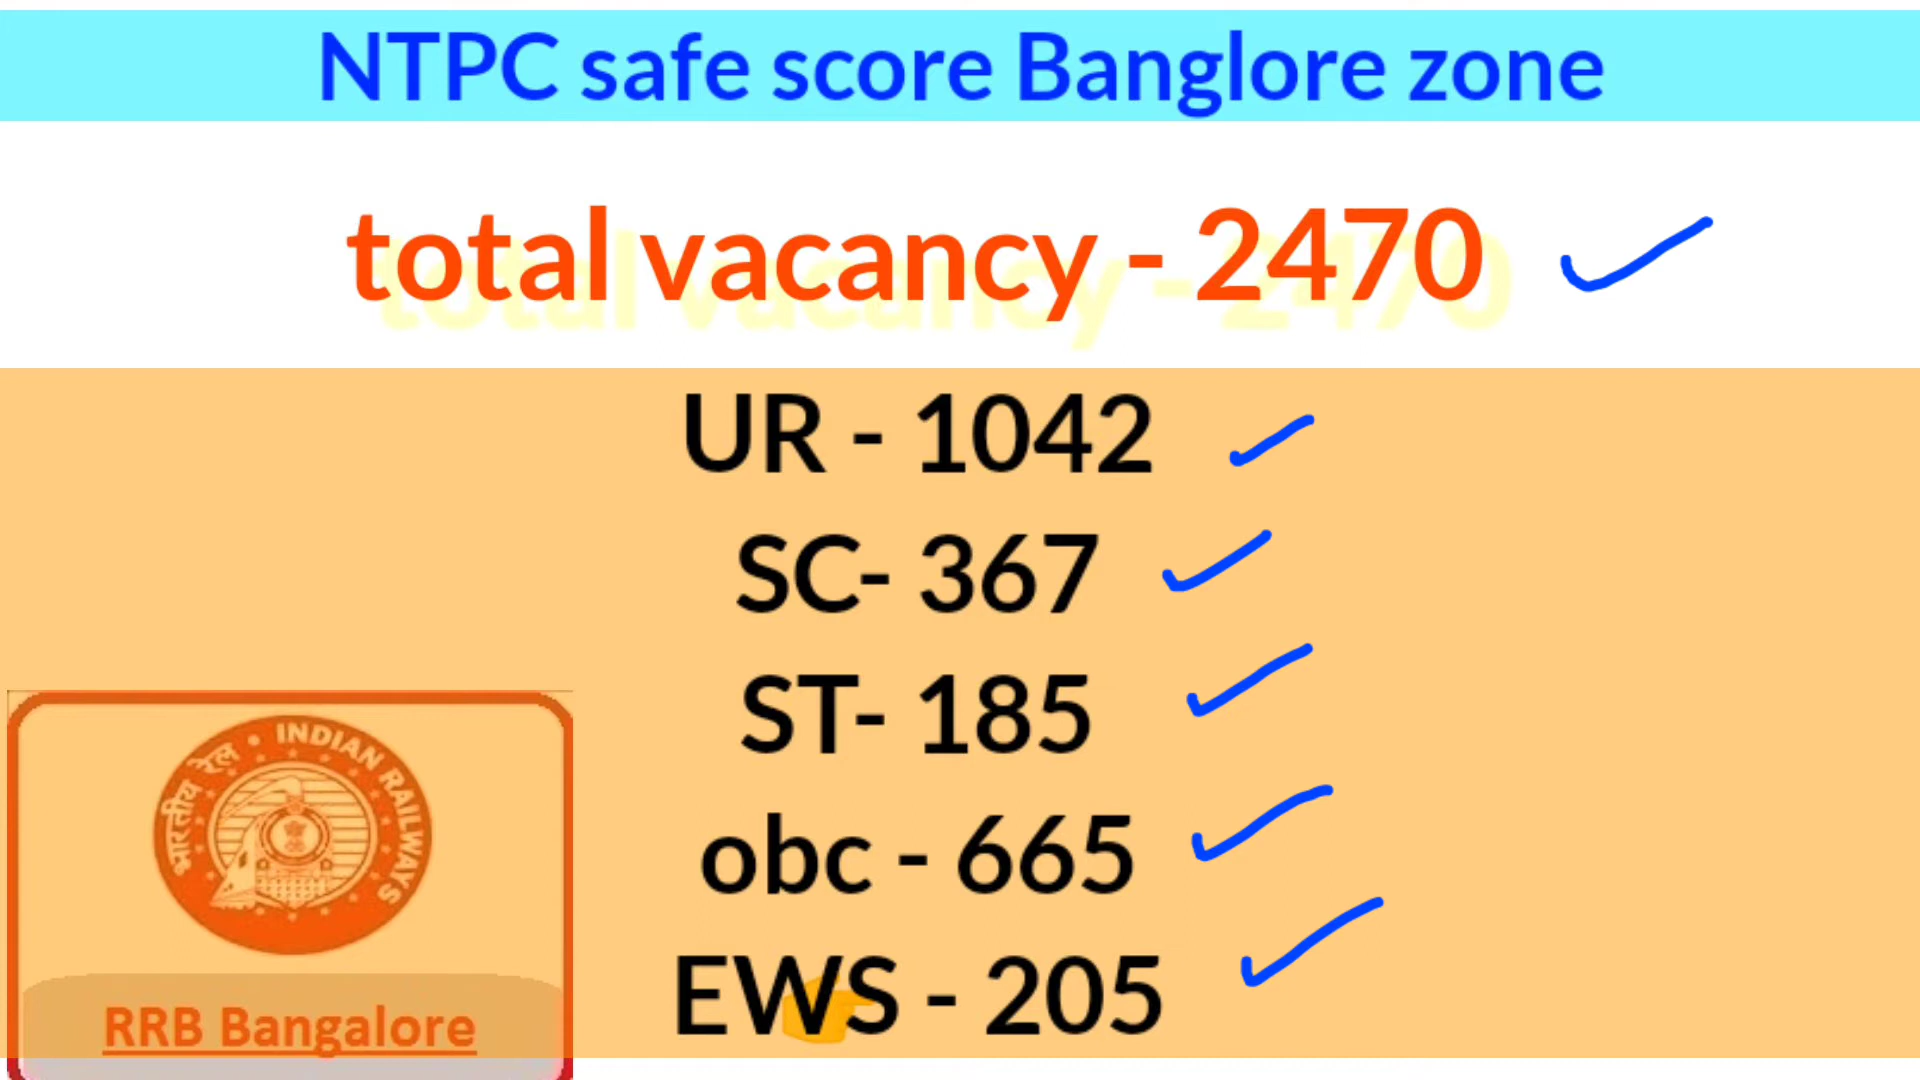 NTPC safe score Banglore zone
total vacancy - 2470
UR - 1042
SC- 367
ST- 185
obc - 665
EWS - 205
भारतीय रेल • INDIAN RAILWAYS
RRB Bangalore